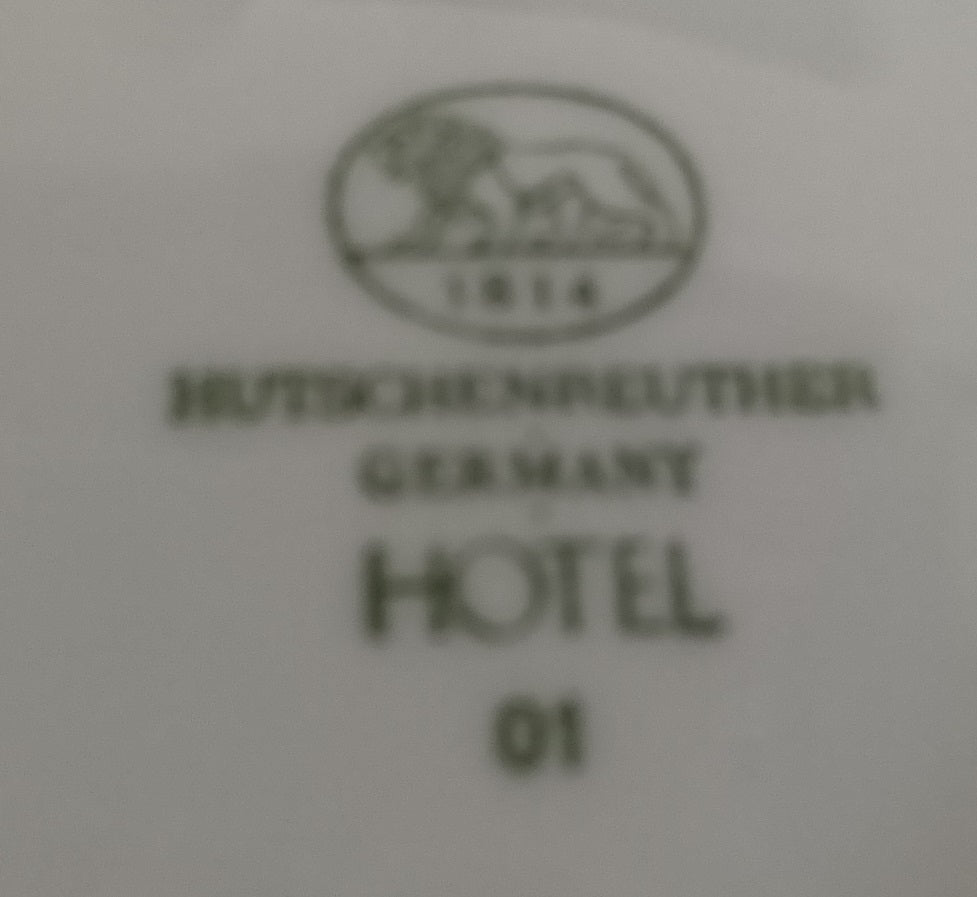 1814
HUTSCHENREUTHER
GERMANY
HOTEL
01